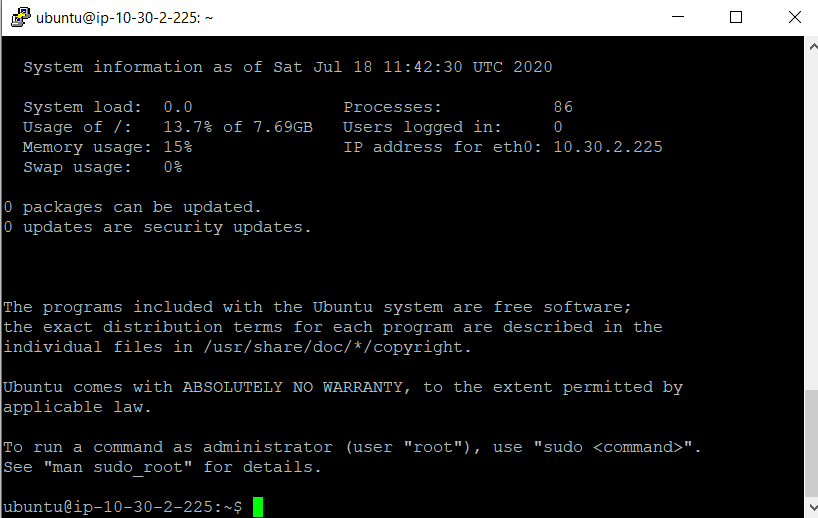 ubuntu@ip-10-30-2-225: ~
System information as of Sat Jul 18 11:42:30 UTC 2020
System load:  0.0                Processes:           86
Usage of /:   13.7% of 7.69GB   Users logged in:     0
Memory usage: 15%               IP address for eth0: 10.30.2.225
Swap usage:   0%
0 packages can be updated.
0 updates are security updates.
The programs included with the Ubuntu system are free software;
the exact distribution terms for each program are described in the
individual files in /usr/share/doc/*/copyright.
Ubuntu comes with ABSOLUTELY NO WARRANTY, to the extent permitted by
applicable law.
To run a command as administrator (user "root"), use "sudo <command>".
See "man sudo_root" for details.
ubuntu@ip-10-30-2-225:~$